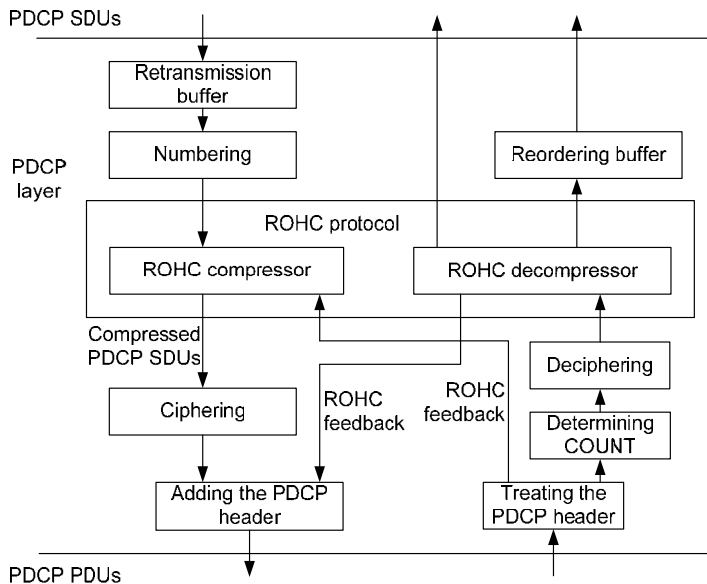 PDCP SDUs
Retransmission
buffer
Numbering
Reordering buffer
PDCP
layer
ROHC protocol
ROHC compressor
ROHC decompressor
Compressed
PDCP SDUs
Deciphering
Ciphering
ROHC
feedback
ROHC
feedback
Determining
COUNT
Adding the PDCP
header
Treating the
PDCP header
PDCP PDUs